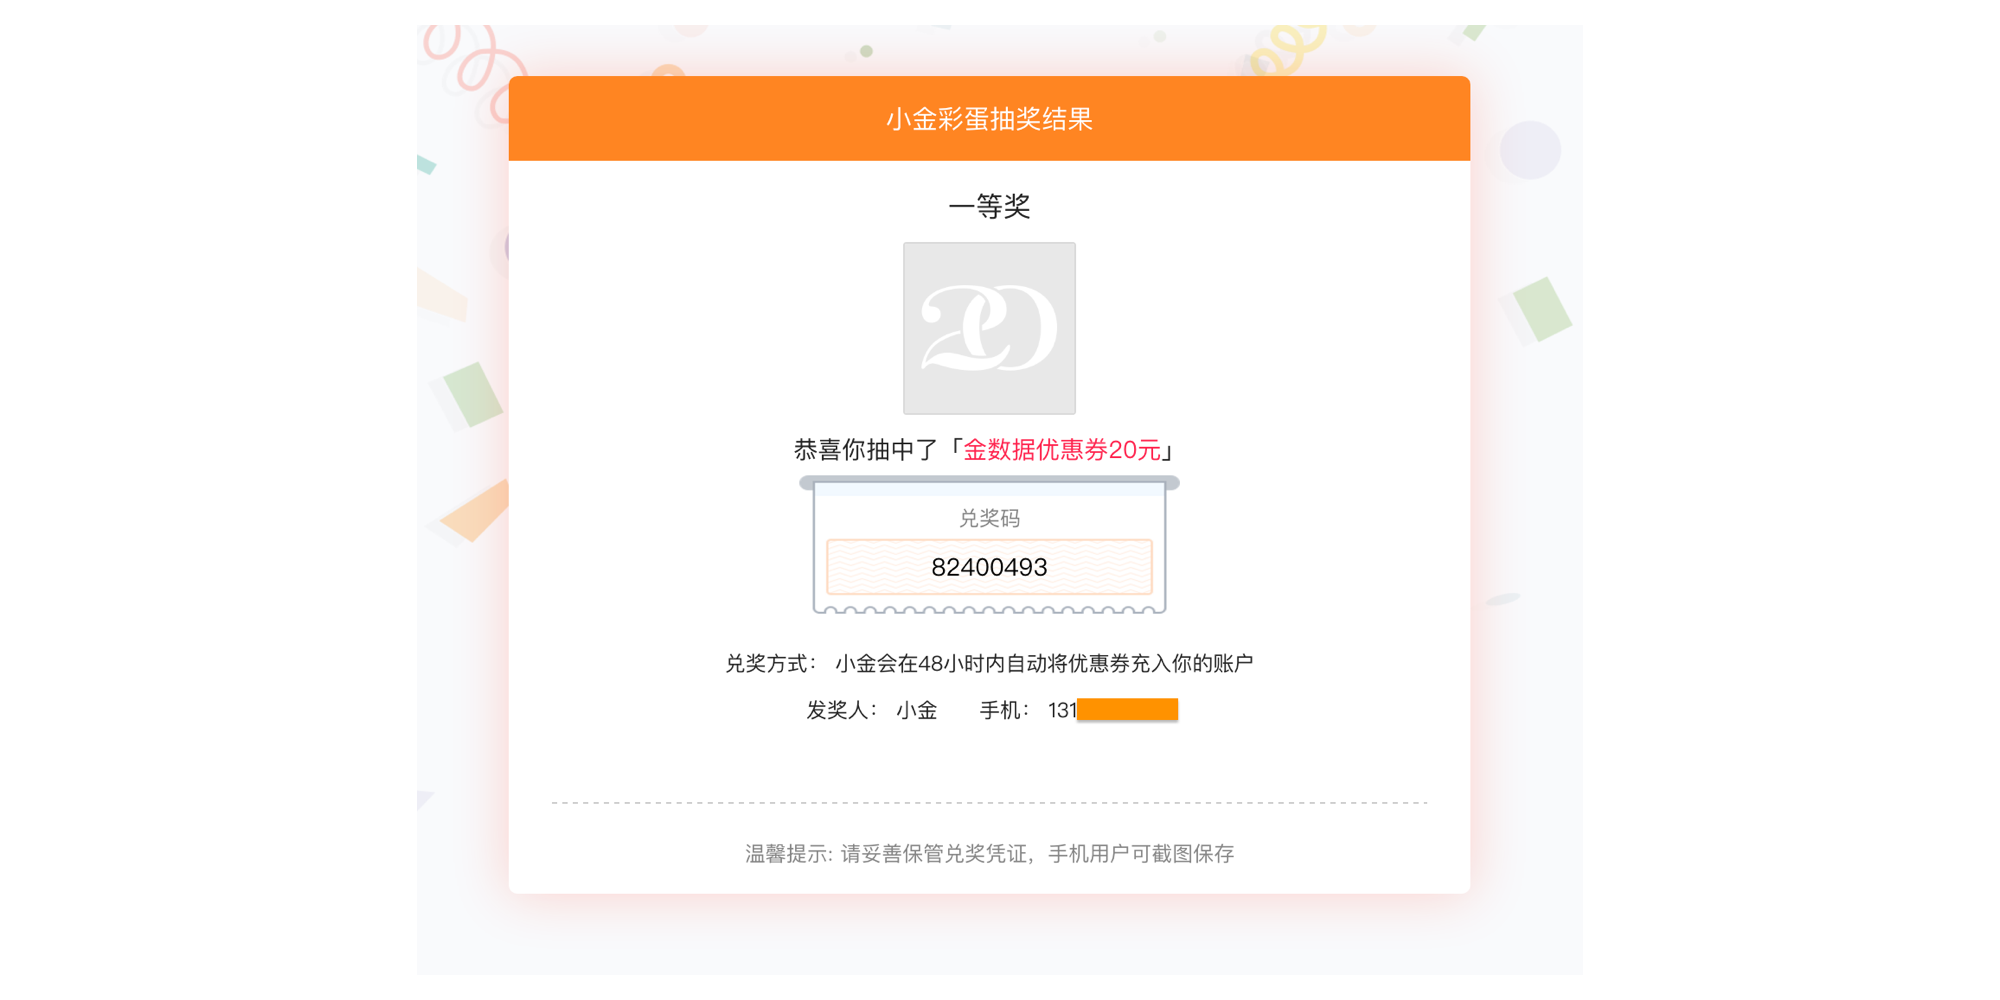 小金彩蛋抽奖结果
一等奖
20
恭喜你抽中了「金数据优惠券20元」
兑奖码
82400493
兑奖方式： 小金会在48小时内自动将优惠券充入你的账户
发奖人： 小金 手机： 131
温馨提示: 请妥善保管兑奖凭证，手机用户可截图保存